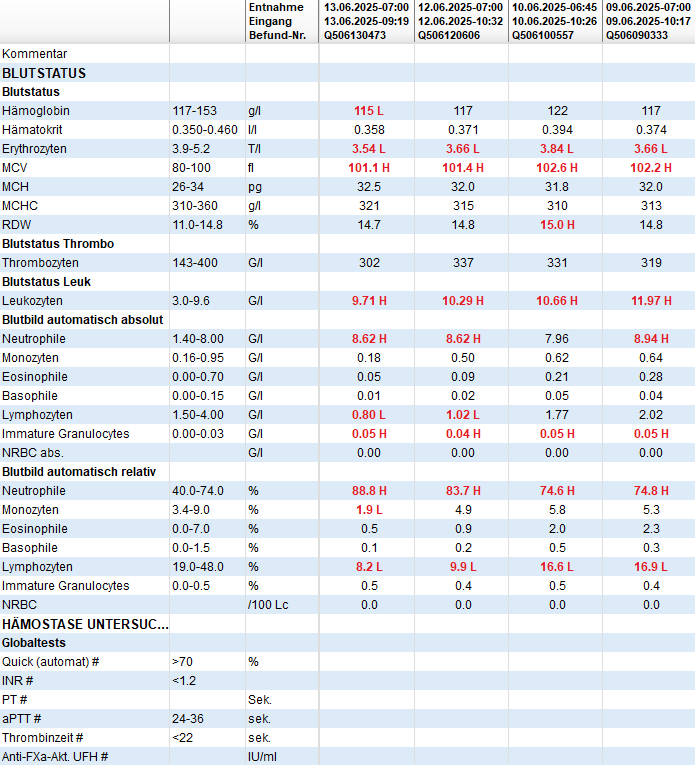 Entnahme 13.06.2025-07:00 12.06.2025-07:00 10.06.2025-06:45 09.06.2025-07:00
Eingang 13.06.2025-09:19 12.06.2025-10:32 10.06.2025-10:26 09.06.2025-10:17
Befund-Nr. Q506130473 Q506120606 Q506100557 Q506090333
Kommentar
BLUTSTATUS
Blutstatus
Hämoglobin 117-153 g/l 115 L 117 122 117
Hämatokrit 0.350-0.460 l/l 0.358 0.371 0.394 0.374
Erythrozyten 3.9-5.2 T/l 3.54 L 3.66 L 3.84 L 3.66 L
MCV 80-100 fl 101.1 H 101.4 H 102.6 H 102.2 H
MCH 26-34 pg 32.5 32.0 31.8 32.0
MCHC 310-360 g/l 321 315 310 313
RDW 11.0-14.8 % 14.7 14.8 15.0 H 14.8
Blutstatus Thrombo
Thrombozyten 143-400 G/l 302 337 331 319
Blutstatus Leuk
Leukozyten 3.0-9.6 G/l 9.71 H 10.29 H 10.66 H 11.97 H
Blutbild automatisch absolut
Neutrophile 1.40-8.00 G/l 8.62 H 8.62 H 7.96 8.94 H
Monozyten 0.16-0.95 G/l 0.18 0.50 0.62 0.64
Eosinophile 0.00-0.70 G/l 0.05 0.09 0.21 0.28
Basophile 0.00-0.15 G/l 0.01 0.02 0.05 0.04
Lymphozyten 1.50-4.00 G/l 0.80 L 1.02 L 1.77 2.02
Immature Granulocytes 0.00-0.03 G/l 0.05 H 0.04 H 0.05 H 0.05 H
NRBC abs. G/l 0.00 0.00 0.00 0.00
Blutbild automatisch relativ
Neutrophile 40.0-74.0 % 88.8 H 83.7 H 74.6 H 74.8 H
Monozyten 3.4-9.0 % 1.9 L 4.9 5.8 5.3
Eosinophile 0.0-7.0 % 0.5 0.9 2.0 2.3
Basophile 0.0-1.5 % 0.1 0.2 0.5 0.3
Lymphozyten 19.0-48.0 % 8.2 L 9.9 L 16.6 L 16.9 L
Immature Granulocytes 0.0-0.5 % 0.5 0.4 0.5 0.4
NRBC /100 Lc 0.0 0.0 0.0 0.0
HÄMOSTASE UNTERSUC...
Globaltests
Quick (automat) # >70 %
INR # <1.2
PT # Sek.
aPTT # 24-36 sek.
Thrombinzeit # <22 sek.
Anti-FXa-Akt. UFH # IU/ml